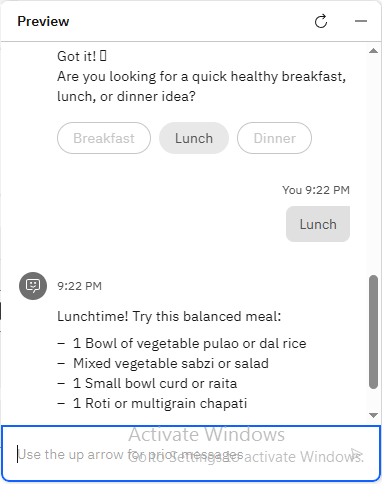 Preview
Got it!
Are you looking for a quick healthy breakfast,
lunch, or dinner idea?
Breakfast Lunch Dinner
You 9:22 PM
Lunch
9:22 PM
Lunchtime! Try this balanced meal:
– 1 Bowl of vegetable pulao or dal rice
– Mixed vegetable sabzi or salad
– 1 Small bowl curd or raita
– 1 Roti or multigrain chapati
Activate Windows
Use the up arrow for prior messages
Go to Settings to activate Windows.